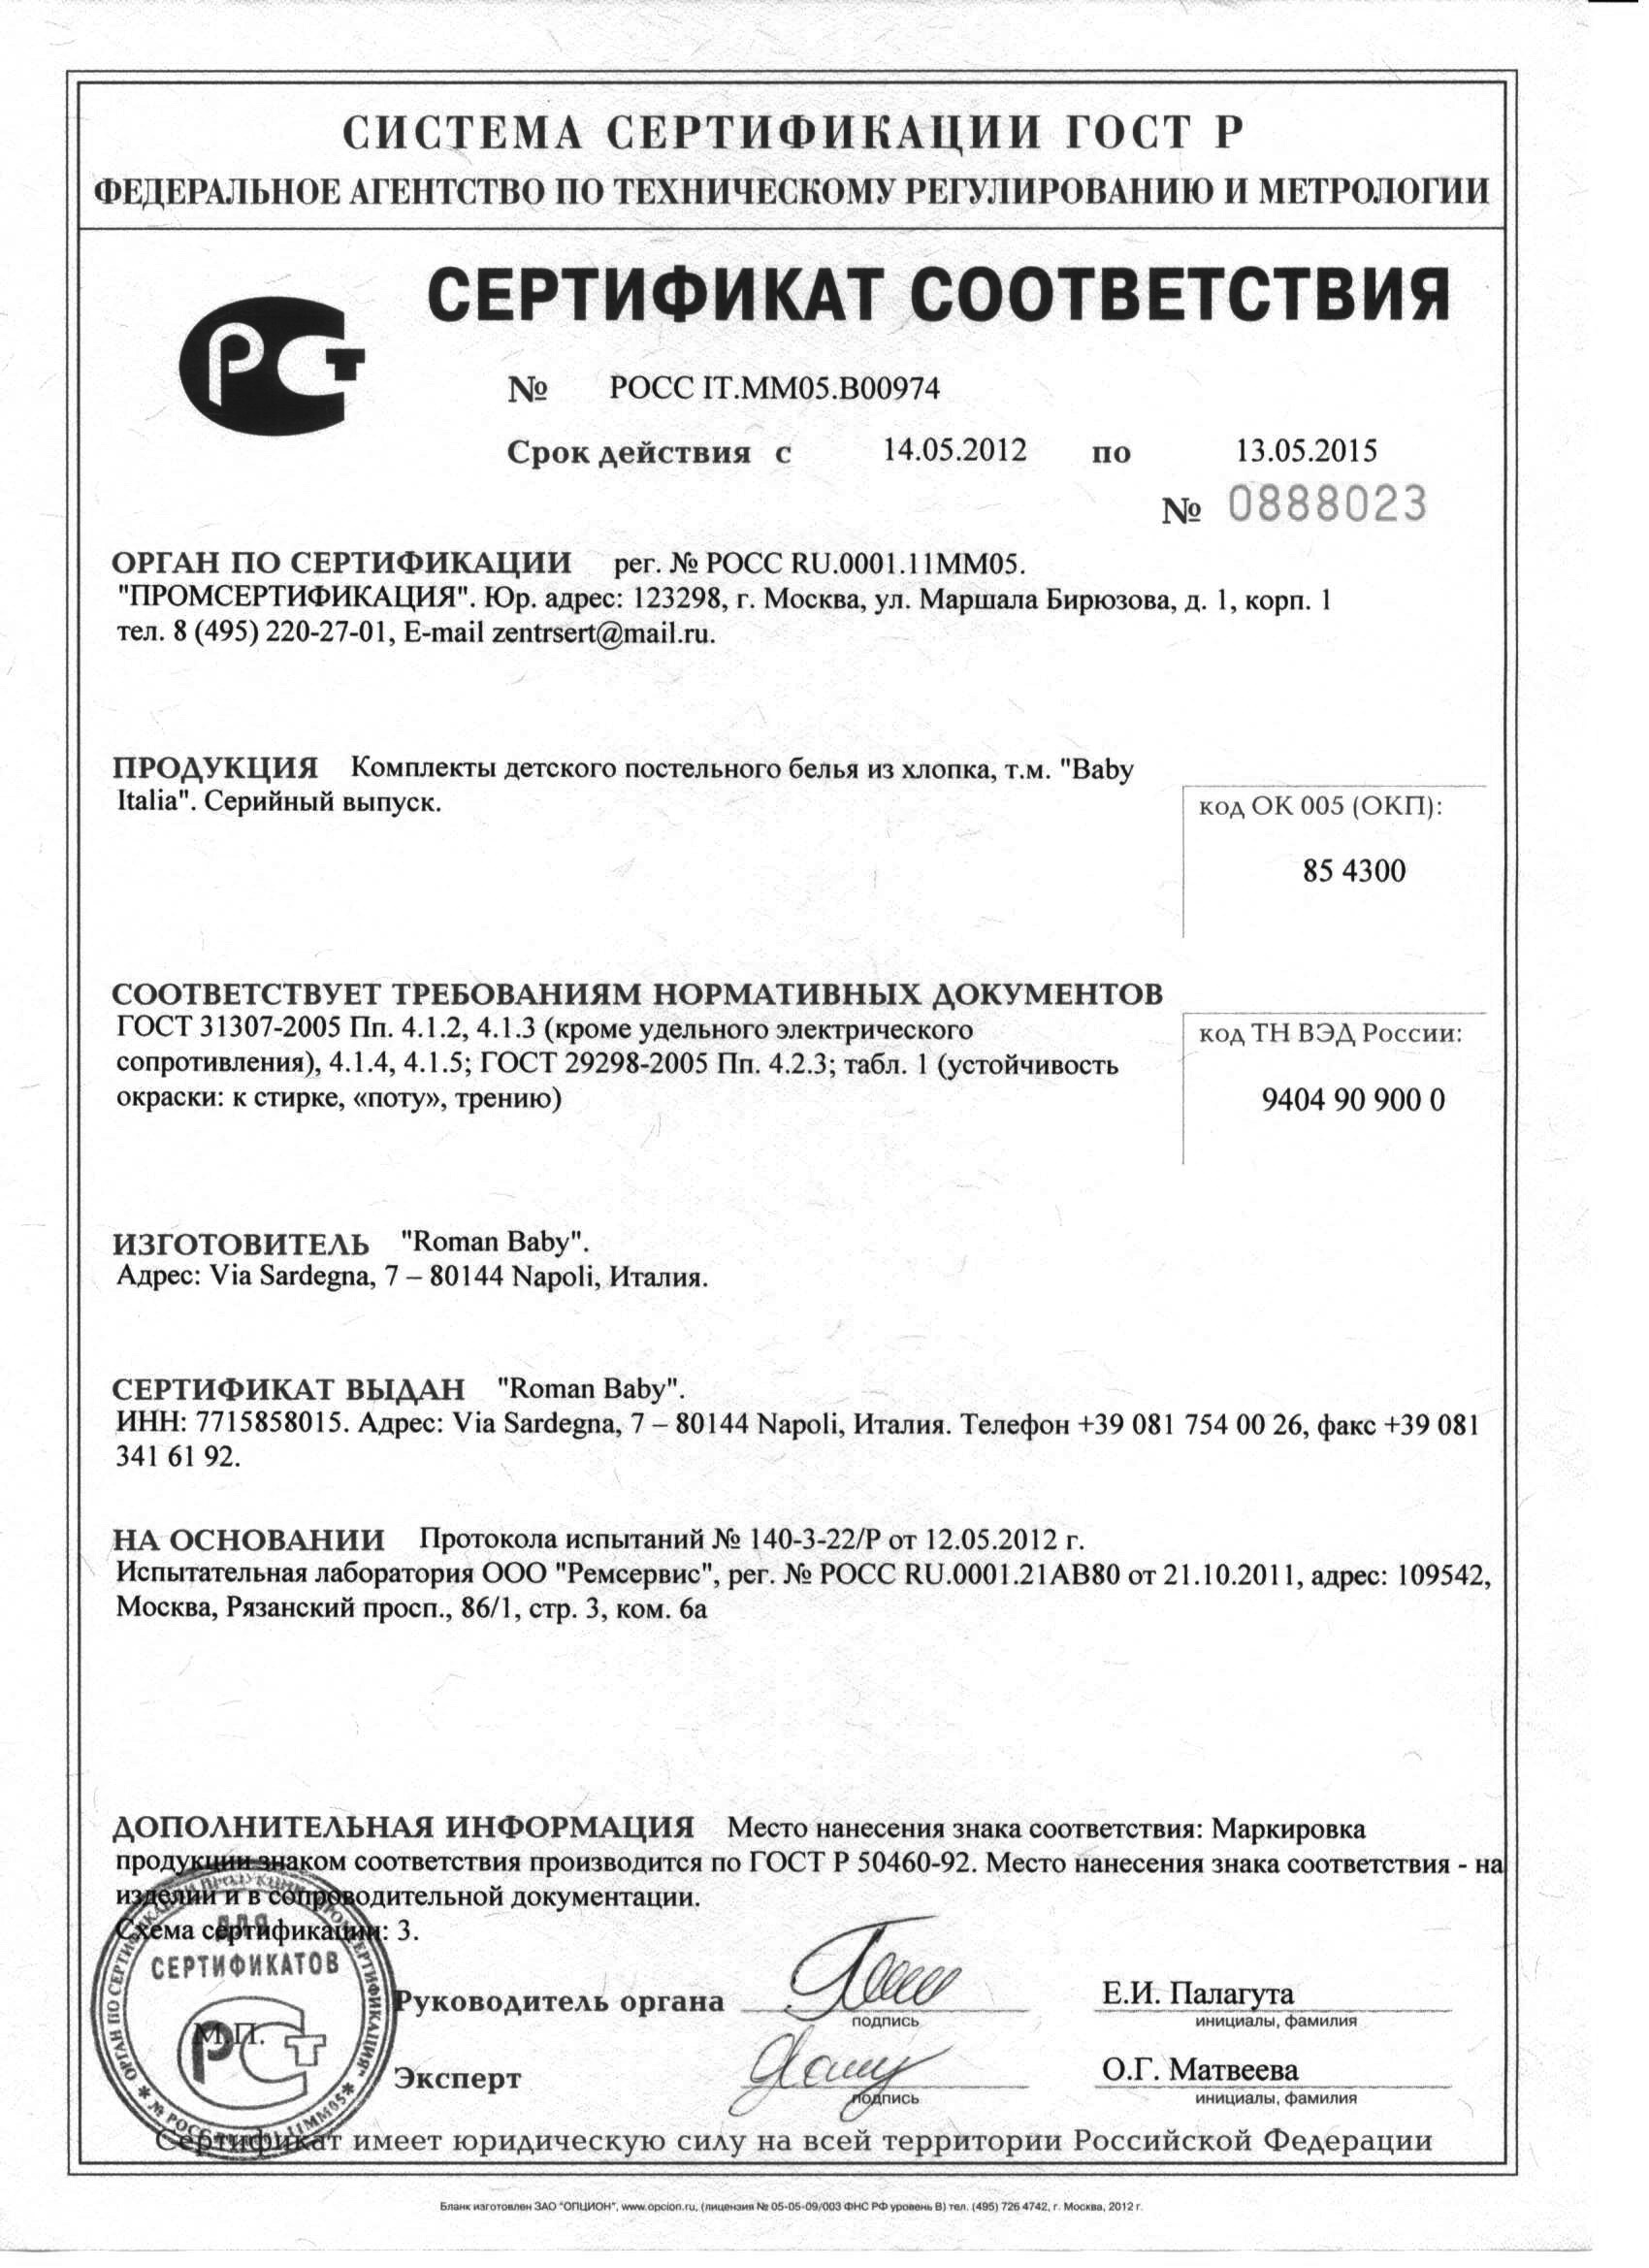 СИСТЕМА СЕРТИФИКАЦИИ ГОСТ Р
ФЕДЕРАЛЬНОЕ АГЕНТСТВО ПО ТЕХНИЧЕСКОМУ РЕГУЛИРОВАНИЮ И МЕТРОЛОГИИ
СЕРТИФИКАТ СООТВЕТСТВИЯ
№ РОСС IT.ММ05.В00974
Срок действия с 14.05.2012 по 13.05.2015
№ 0888023
ОРГАН ПО СЕРТИФИКАЦИИ рег. № РОСС RU.0001.11ММ05.
"ПРОМСЕРТИФИКАЦИЯ". Юр. адрес: 123298, г. Москва, ул. Маршала Бирюзова, д. 1, корп. 1
тел. 8 (495) 220-27-01, E-mail zentrsert@mail.ru.
ПРОДУКЦИЯ Комплекты детского постельного белья из хлопка, т.м. "Baby
Italia". Серийный выпуск.
код ОК 005 (ОКП):
85 4300
СООТВЕТСТВУЕТ ТРЕБОВАНИЯМ НОРМАТИВНЫХ ДОКУМЕНТОВ
ГОСТ 31307-2005 Пп. 4.1.2, 4.1.3 (кроме удельного электрического
сопротивления), 4.1.4, 4.1.5; ГОСТ 29298-2005 Пп. 4.2.3; табл. 1 (устойчивость
окраски: к стирке, «поту», трению)
код ТН ВЭД России:
9404 90 900 0
ИЗГОТОВИТЕЛЬ "Roman Baby".
Адрес: Via Sardegna, 7 – 80144 Napoli, Италия.
СЕРТИФИКАТ ВЫДАН "Roman Baby".
ИНН: 7715858015. Адрес: Via Sardegna, 7 – 80144 Napoli, Италия. Телефон +39 081 754 00 26, факс +39 081
341 61 92.
НА ОСНОВАНИИ Протокола испытаний № 140-3-22/Р от 12.05.2012 г.
Испытательная лаборатория ООО "Ремсервис", рег. № РОСС RU.0001.21АВ80 от 21.10.2011, адрес: 109542,
Москва, Рязанский просп., 86/1, стр. 3, ком. 6а
ДОПОЛНИТЕЛЬНАЯ ИНФОРМАЦИЯ Место нанесения знака соответствия: Маркировка
продукции знаком соответствия производится по ГОСТ Р 50460-92. Место нанесения знака соответствия - на
изделии и в сопроводительной документации.
Схема сертификации: 3.
ДЛЯ
СЕРТИФИКАТОВ
М.П.
Руководитель органа
подпись
Е.И. Палагута
инициалы, фамилия
Эксперт
подпись
О.Г. Матвеева
инициалы, фамилия
Сертификат имеет юридическую силу на всей территории Российской Федерации
Бланк изготовлен ЗАО "ОПЦИОН", www.opcion.ru, (лицензия № 05-05-09/003 ФНС РФ уровень В) тел. (495) 726 4742, г. Москва, 2012 г.